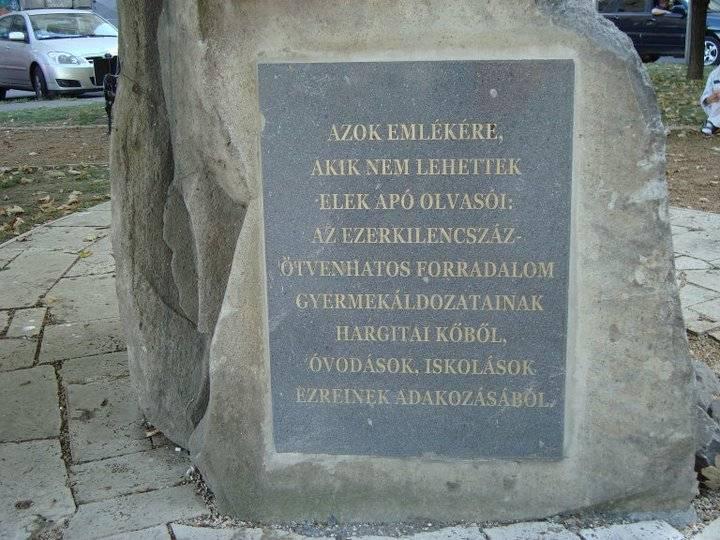 AZOK EMLÉKÉRE,
AKIK NEM LEHETTEK
ELEK APÓ OLVASÓI:
AZ EZERKILENCSZÁZ-
ÖTVENHATOS FORRADALOM
GYERMEKÁLDOZATAINAK
HARGITAI KŐBŐL,
ÓVODÁSOK, ISKOLÁSOK
EZREINEK ADAKOZÁSÁBÓL.